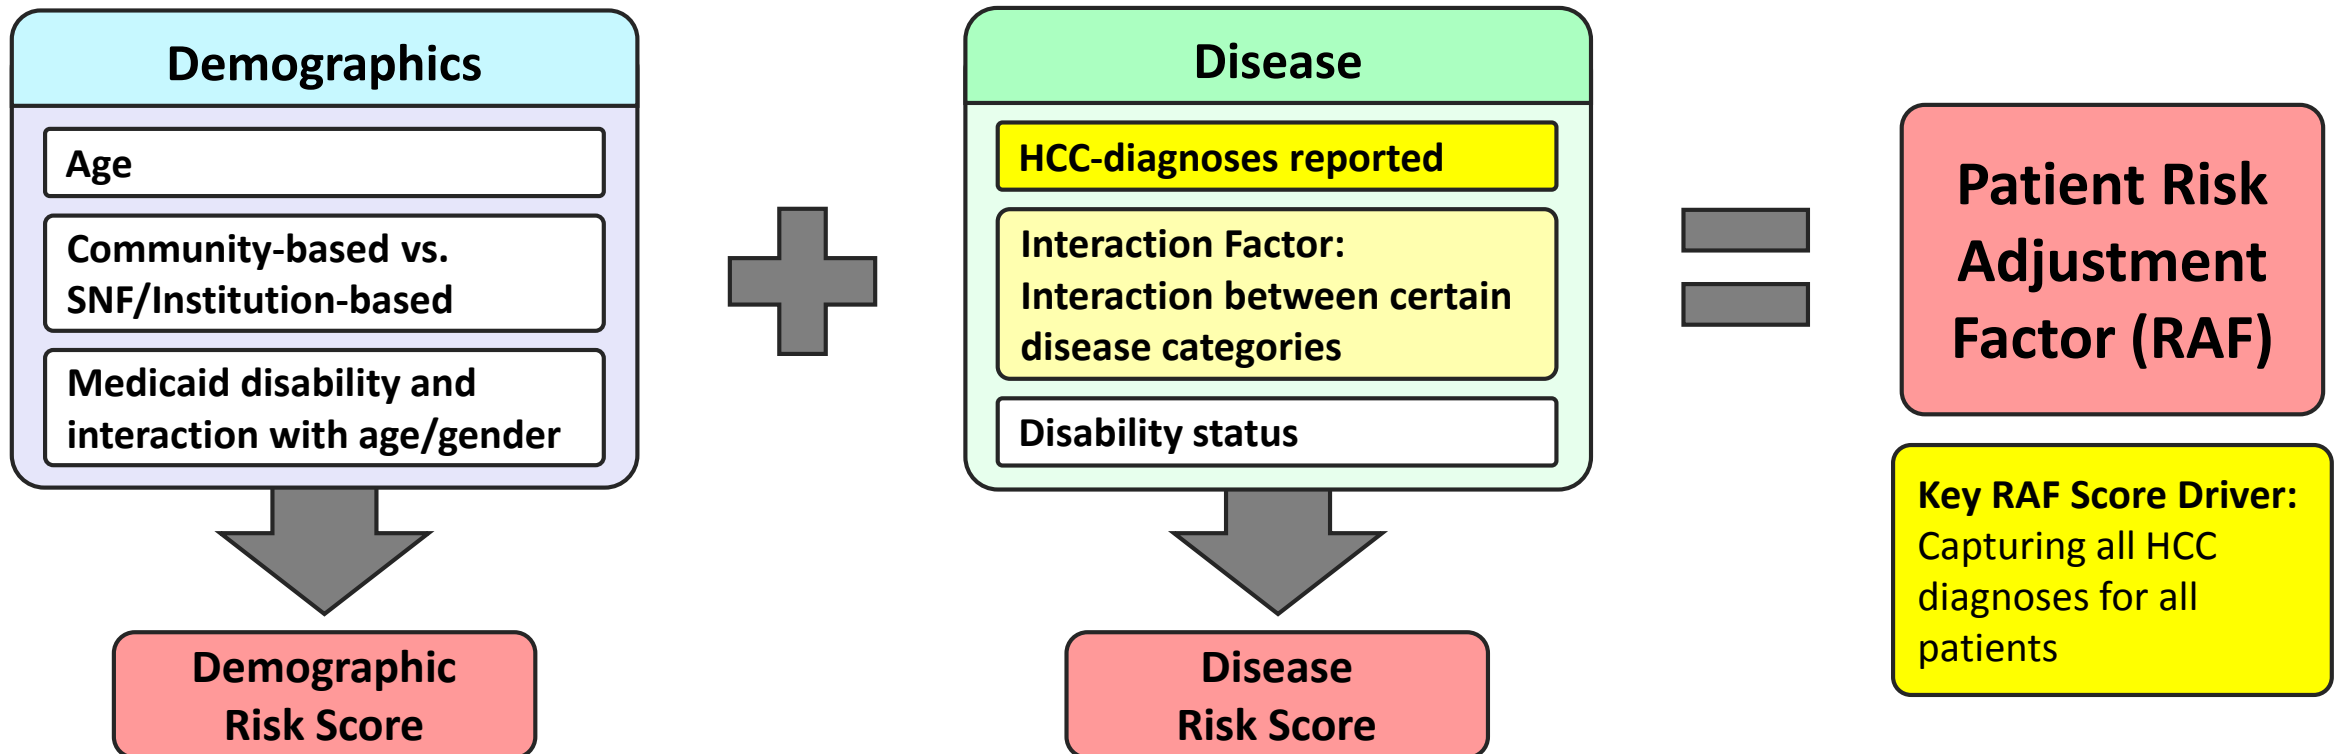 Demographics
Age
Community-based vs.
SNF/Institution-based
Medicaid disability and
interaction with age/gender
Demographic
Risk Score
Disease
HCC-diagnoses reported
Interaction Factor:
Interaction between certain
disease categories
Disability status
Disease
Risk Score
Patient Risk
Adjustment
Factor (RAF)
Key RAF Score Driver:
Capturing all HCC
diagnoses for all
patients